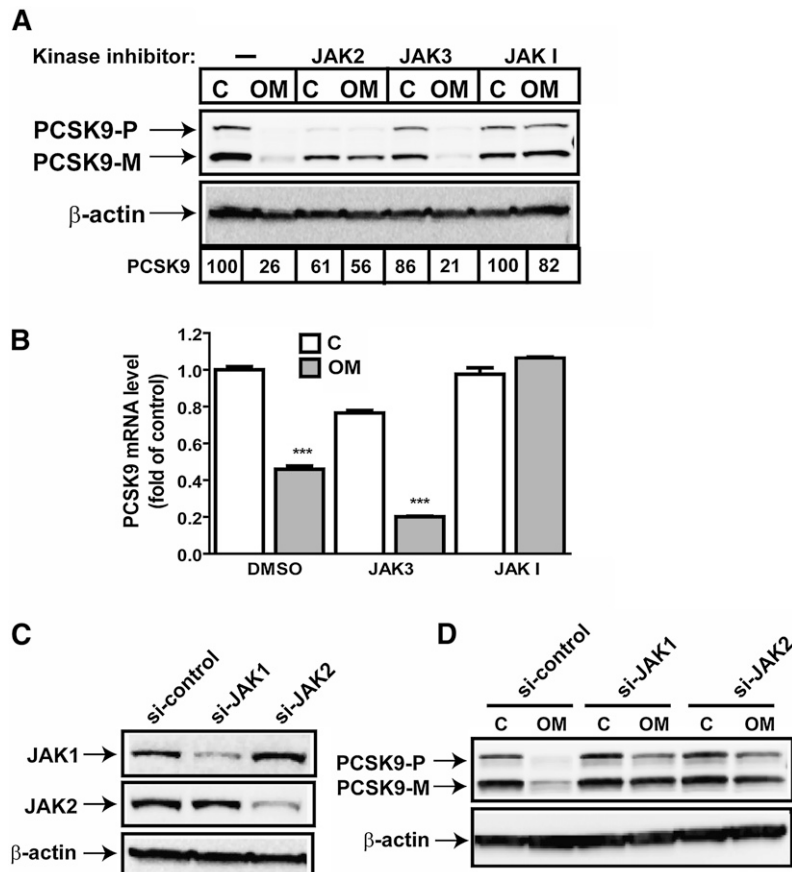 A
Kinase inhibitor: — JAK2 JAK3 JAK I
C OM C OM C OM C OM
PCSK9-P
PCSK9-M
β-actin
PCSK9 100 26 61 56 86 21 100 82
B
PCSK9 mRNA level
(fold of control)
1.2
1.0
0.8
0.6
0.4
0.2
0.0
C
OM
***
***
DMSO JAK3 JAK I
C
si-control si-JAK1 si-JAK2
JAK1
JAK2
β-actin
D
si-control si-JAK1 si-JAK2
C OM C OM C OM
PCSK9-P
PCSK9-M
β-actin